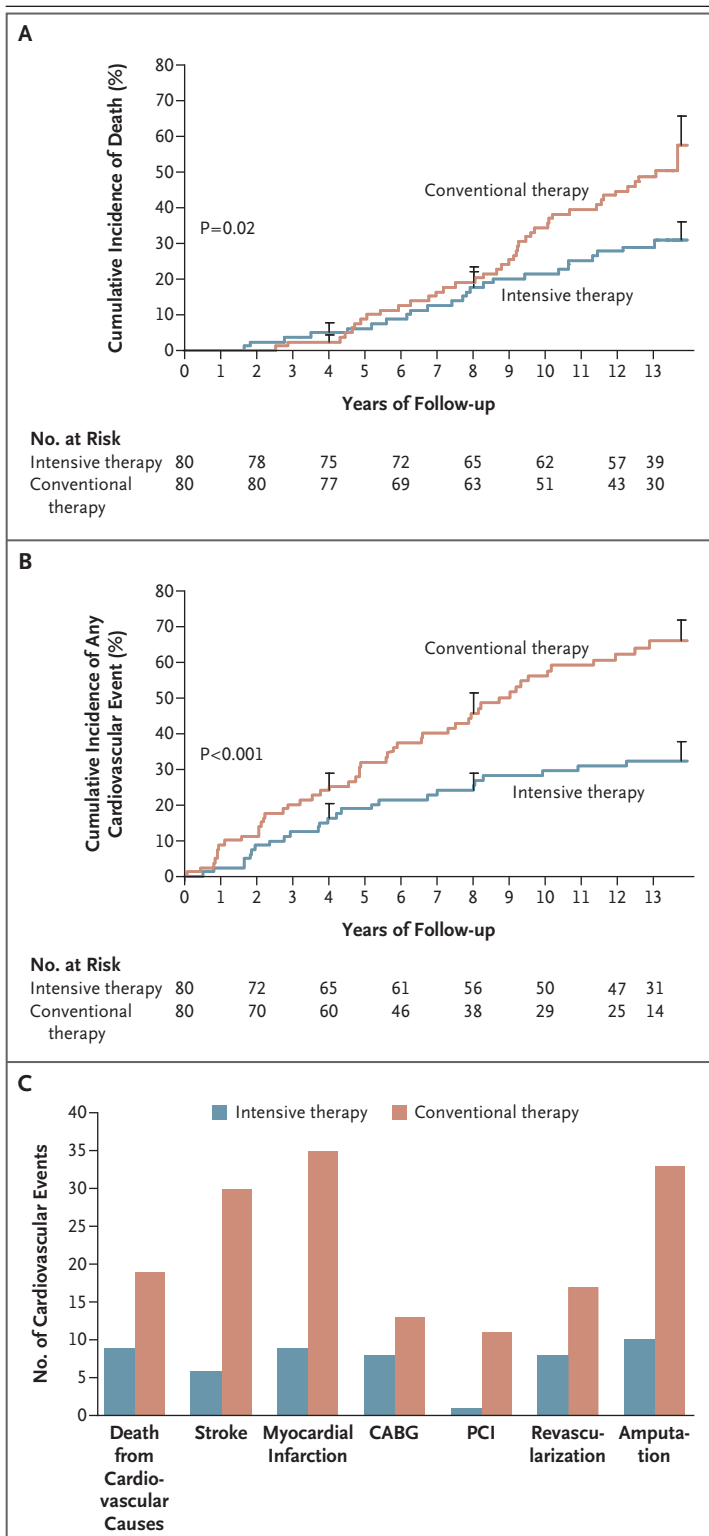 A
80
70
60
50
40
30
20
10
0
Cumulative Incidence of Death (%)
P=0.02
Conventional therapy
Intensive therapy
0 1 2 3 4 5 6 7 8 9 10 11 12 13
Years of Follow-up
No. at Risk
Intensive therapy 80 78 75 72 65 62 57 39
Conventional 80 80 77 69 63 51 43 30
therapy
B
80
70
60
50
40
30
20
10
0
Cumulative Incidence of Any
Cardiovascular Event (%)
P<0.001
Conventional therapy
Intensive therapy
0 1 2 3 4 5 6 7 8 9 10 11 12 13
Years of Follow-up
No. at Risk
Intensive therapy 80 72 65 61 56 50 47 31
Conventional 80 70 60 46 38 29 25 14
therapy
C
Intensive therapy Conventional therapy
40
35
30
25
20
15
10
5
0
No. of Cardiovascular Events
Death Stroke Myocardial CABG PCI Revascu- Amputa-
from Infarction larization tion
Cardio-
vascular
Causes